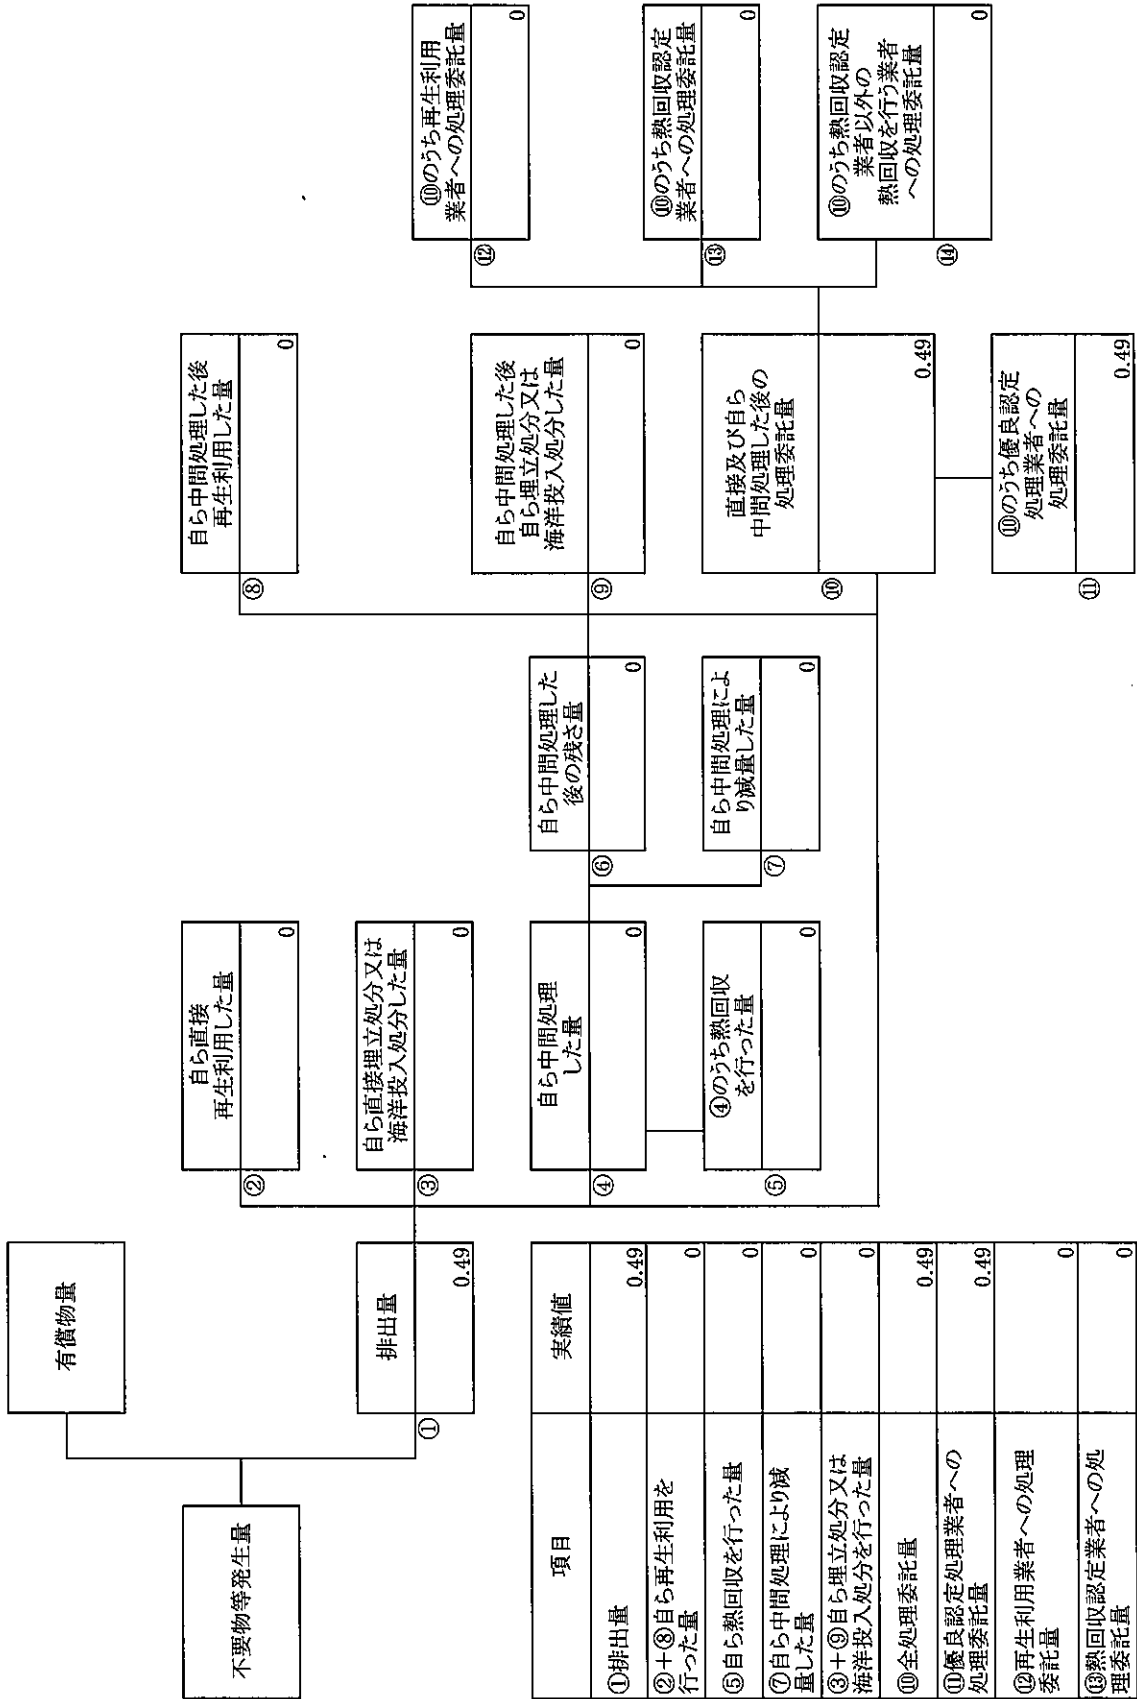 不要物等発生量
有償物量
①
排出量
0.49
②
自ら直接
再生利用した量
0
③
自ら直接埋立処分又は
海洋投入処分した量
0
④
自ら中間処理
した量
0
⑤
④のうち熱回収
を行った量
0
⑥
自ら中間処理した
後の残さ量
0
⑦
自ら中間処理によ
り減量した量
0
⑧
自ら中間処理した後
再生利用した量
0
⑨
自ら中間処理した後
自ら埋立処分又は
海洋投入処分した量
0
⑩
直接及び自ら
中間処理した後の
処理委託量
0.49
⑪
⑩のうち優良認定
処理業者への
処理委託量
0.49
⑫
⑩のうち再生利用
業者への処理委託量
0
⑬
⑩のうち熱回収認定
業者への処理委託量
0
⑭
⑩のうち熱回収認定
業者以外の
熱回収を行う業者
への処理委託量
0
項目 実績値
①排出量 0.49
②+⑧自ら再生利用を
行った量 0
⑤自ら熱回収を行った量 0
⑦自ら中間処理により減
量した量 0
③+⑨自ら埋立処分又は
海洋投入処分を行った量 0
⑩全処理委託量 0.49
⑪優良認定処理業者への
処理委託量 0.49
⑫再生利用業者への処理
委託量 0
⑬熱回収認定業者への処
理委託量 0